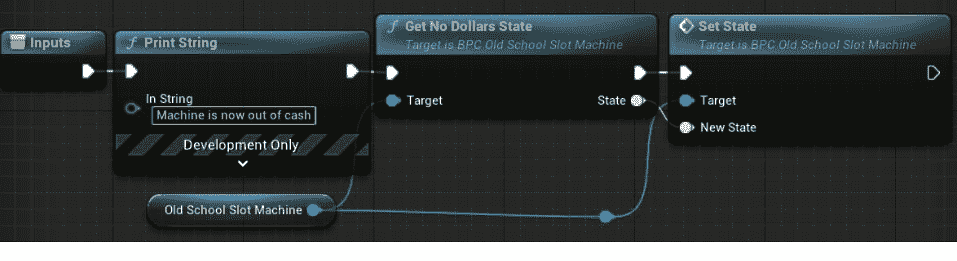 Inputs
Print String
In String
Machine is now out of cash
Development Only
Get No Dollars State
Target is BPC Old School Slot Machine
Target
State
Set State
Target is BPC Old School Slot Machine
Target
New State
Old School Slot Machine